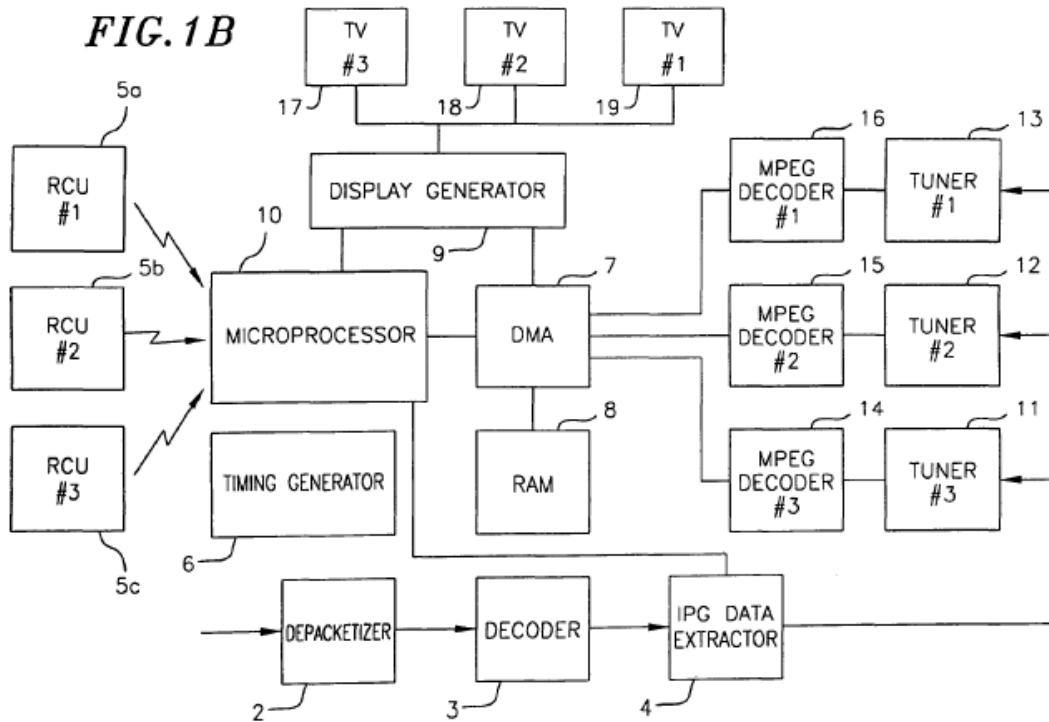 FIG. 1B
TV
#3
TV
#2
TV
#1
17
18
19
5a
RCU
#1
DISPLAY GENERATOR
9
16
MPEG
DECODER
#1
13
TUNER
#1
10
5b
RCU
#2
MICROPROCESSOR
7
DMA
15
MPEG
DECODER
#2
12
TUNER
#2
RCU
#3
5c
TIMING GENERATOR
6
8
RAM
14
MPEG
DECODER
#3
11
TUNER
#3
DEPACKETIZER
2
DECODER
3
IPG DATA
EXTRACTOR
4